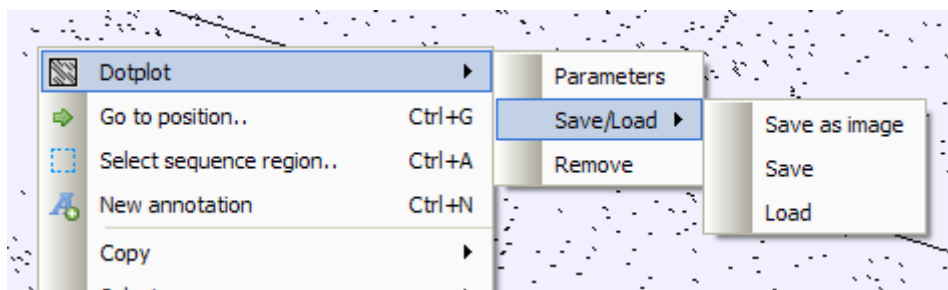 Dotplot
Go to position.. Ctrl+G
Select sequence region.. Ctrl+A
New annotation Ctrl+N
Copy
Parameters
Save/Load
Remove
Save as image
Save
Load